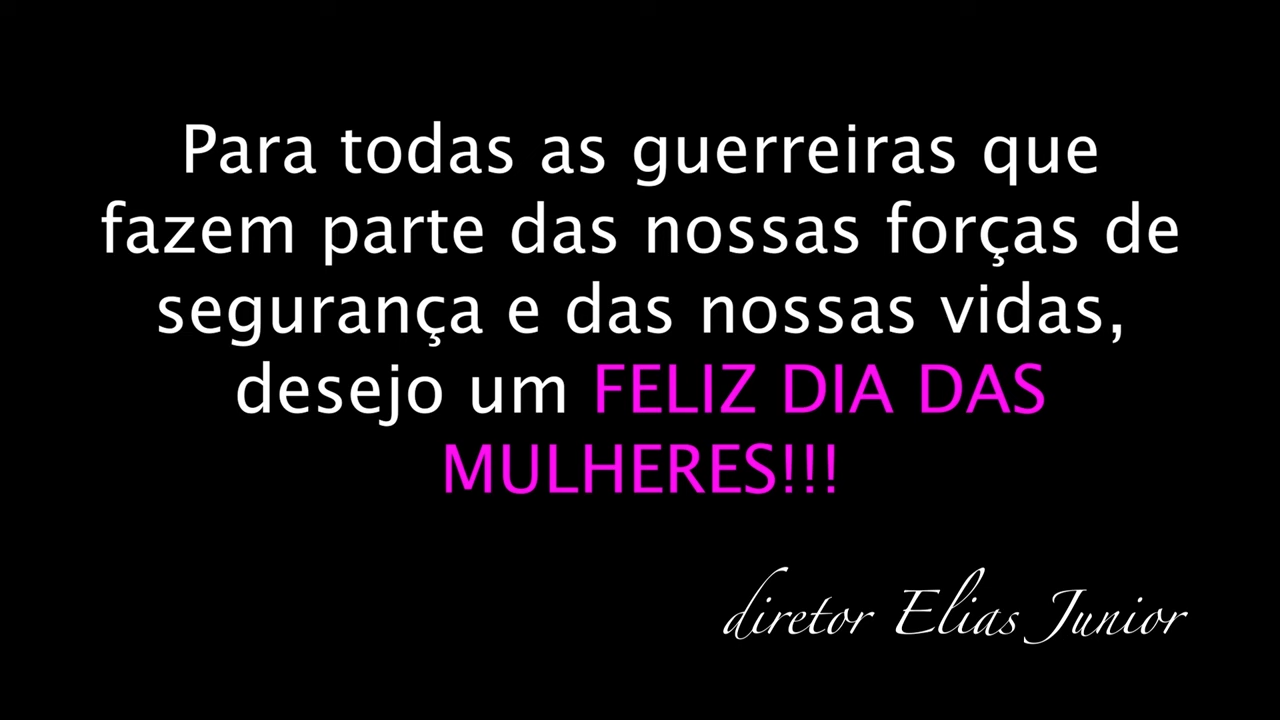 Para todas as guerreiras que
fazem parte das nossas forças de
segurança e das nossas vidas,
desejo um FELIZ DIA DAS
MULHERES!!!
diretor Elias Junior